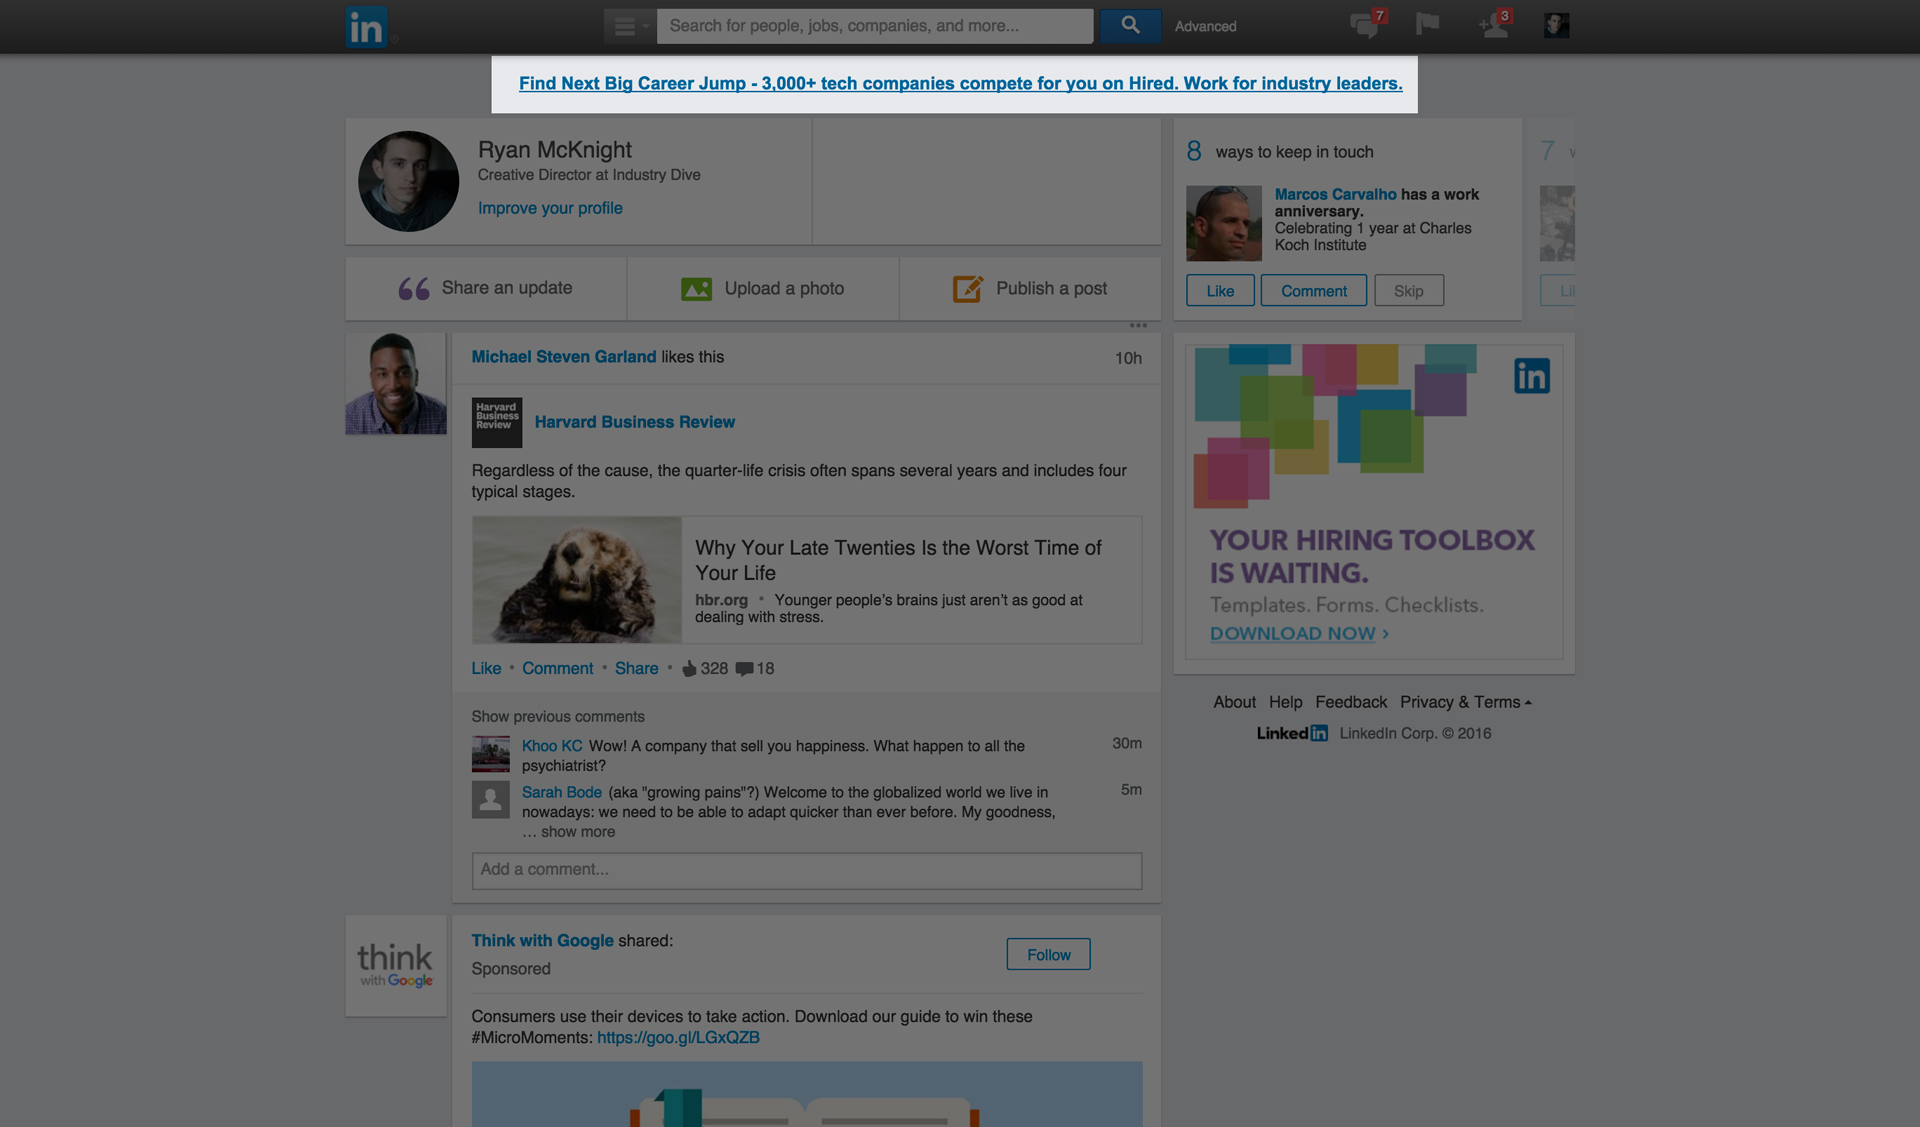 in
Search for people, jobs, companies, and more...
Advanced
7
3
Find Next Big Career Jump - 3,000+ tech companies compete for you on Hired. Work for industry leaders.
Ryan McKnight
Creative Director at Industry Dive
Improve your profile
8 ways to keep in touch
7
Marcos Carvalho has a work
anniversary.
Celebrating 1 year at Charles
Koch Institute
Like
Comment
Skip
Share an update
Upload a photo
Publish a post
Michael Steven Garland likes this
10h
Harvard
Business
Review
Harvard Business Review
Regardless of the cause, the quarter-life crisis often spans several years and includes four
typical stages.
Why Your Late Twenties Is the Worst Time of
Your Life
hbr.org • Younger people's brains just aren't as good at
dealing with stress.
Like • Comment • Share • 328 18
Show previous comments
Khoo KC Wow! A company that sell you happiness. What happen to all the
psychiatrist?
30m
Sarah Bode (aka "growing pains"?) Welcome to the globalized world we live in
nowadays: we need to be able to adapt quicker than ever before. My goodness,
… show more
5m
Add a comment...
in
YOUR HIRING TOOLBOX
IS WAITING.
Templates. Forms. Checklists.
DOWNLOAD NOW ›
About Help Feedback Privacy & Terms
LinkedIn LinkedIn Corp. © 2016
think
with Google
Think with Google shared:
Sponsored
Follow
Consumers use their devices to take action. Download our guide to win these
#MicroMoments: https://goo.gl/LGxQZB